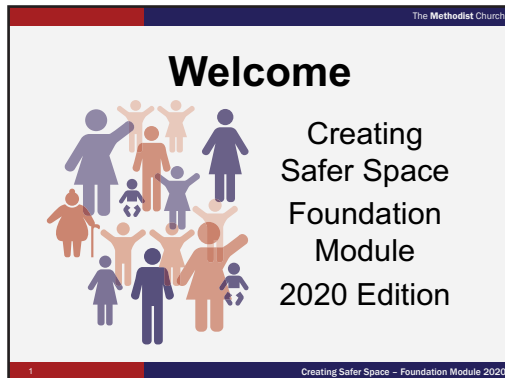 The Methodist Church
Welcome
Creating
Safer Space
Foundation
Module
2020 Edition
1
Creating Safer Space – Foundation Module 2020